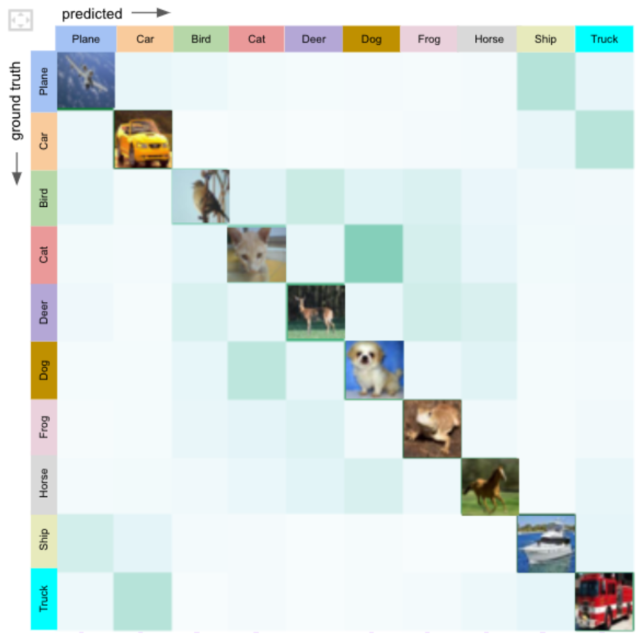 predicted
Plane Car Bird Cat Deer Dog Frog Horse Ship Truck
ground truth
Plane
Car
Bird
Cat
Deer
Dog
Frog
Horse
Ship
Truck